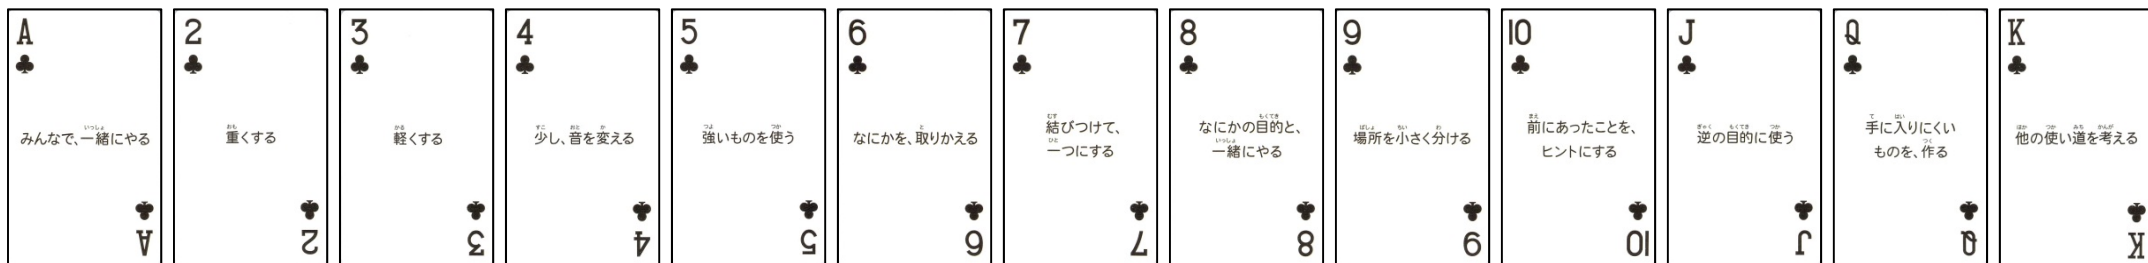 A
みんなで、一緒にやる
A
2
重くする
2
3
軽くする
3
4
少し、音を変える
4
5
強いものを使う
5
6
なにかを、取りかえる
6
7
結びつけて、
一つにする
7
8
なにかの目的と、
一緒にやる
8
9
場所を小さく分ける
9
10
前にあったことを、
ヒントにする
10
J
逆の目的に使う
J
Q
手に入りにくい
ものを、作る
Q
K
他の使い道を考える
K